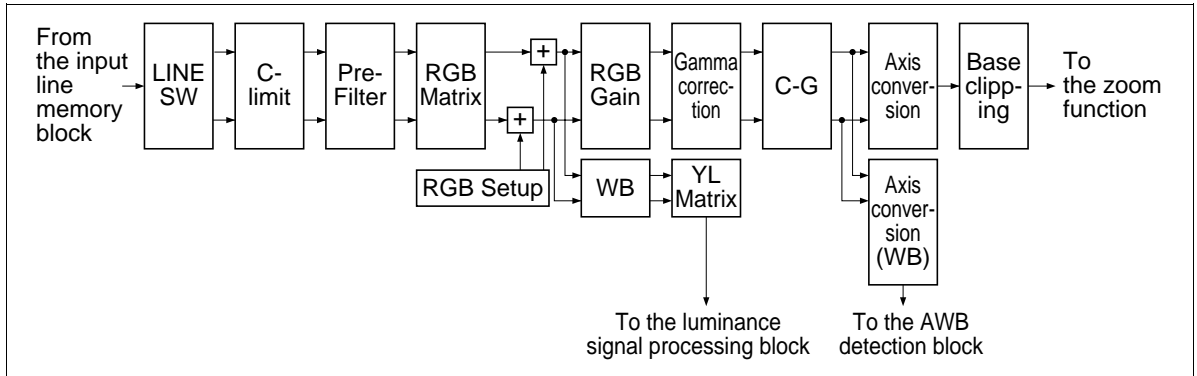 From
the input
line
memory
block
LINE
SW
C-
limit
Pre-
Filter
RGB
Matrix
+
+
RGB Setup
RGB
Gain
Gamma
correc-
tion
C-G
Axis
conver-
sion
Base
clipp-
ing
To
the zoom
function
WB
YL
Matrix
Axis
conver-
sion
(WB)
To the luminance
signal processing block
To the AWB
detection block